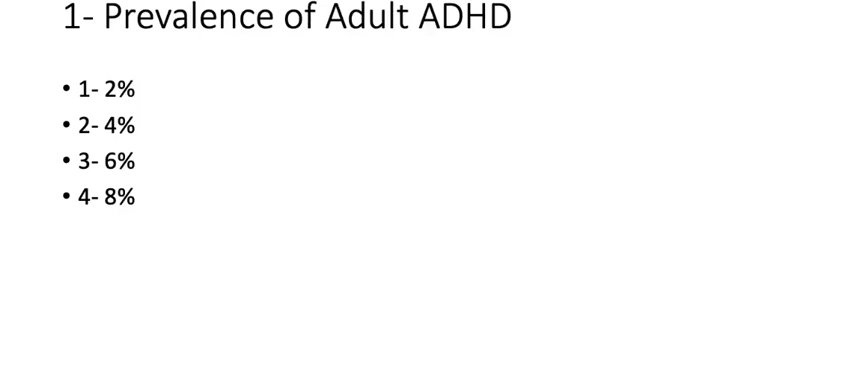 1- Prevalence of Adult ADHD
• 1- 2%
• 2- 4%
• 3- 6%
• 4- 8%